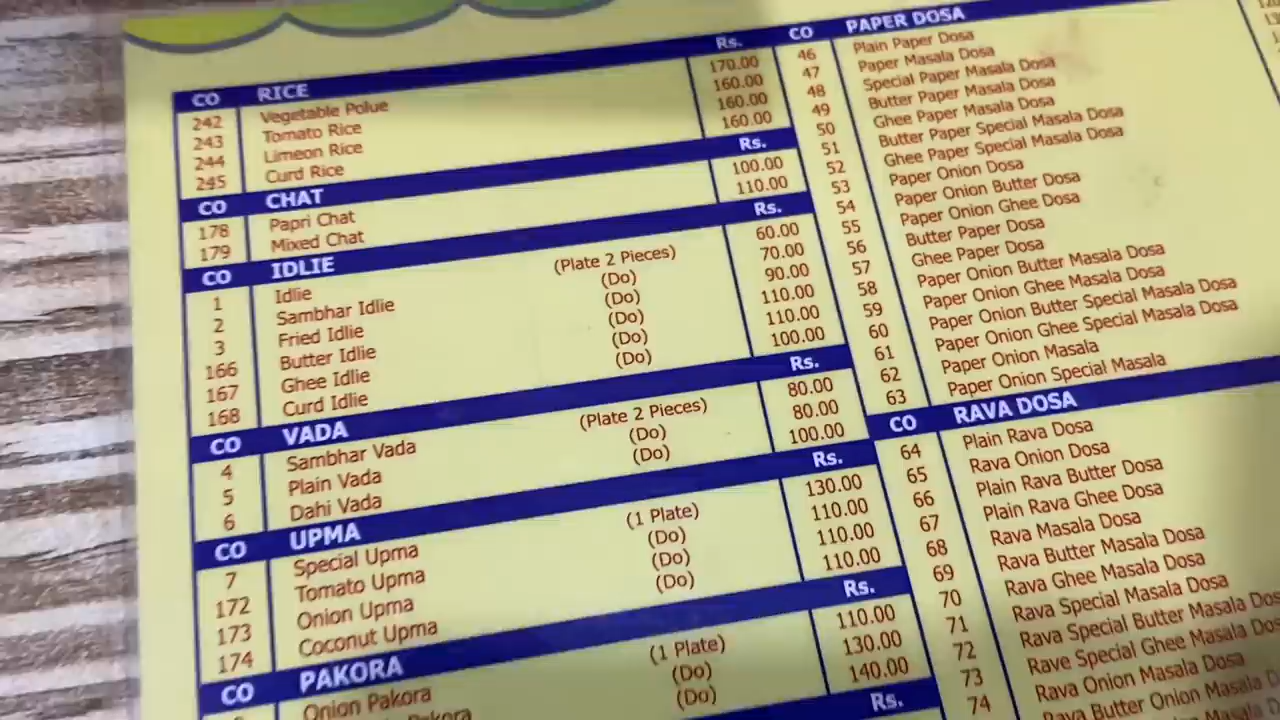 CO RICE Rs.
242 Vegetable Polue 170.00
243 Tomato Rice 160.00
244 Limeon Rice 160.00
245 Curd Rice 160.00
CO CHAT Rs.
178 Papri Chat 100.00
179 Mixed Chat 110.00
CO IDLIE Rs.
1 Idlie (Plate 2 Pieces) 60.00
2 Sambhar Idlie (Do) 70.00
3 Fried Idlie (Do) 90.00
166 Butter Idlie (Do) 110.00
167 Ghee Idlie (Do) 110.00
168 Curd Idlie (Do) 100.00
CO VADA Rs.
4 Sambhar Vada (Plate 2 Pieces) 80.00
5 Plain Vada (Do) 80.00
6 Dahi Vada (Do) 100.00
CO UPMA Rs.
7 Special Upma (1 Plate) 130.00
172 Tomato Upma (Do) 110.00
173 Onion Upma (Do) 110.00
174 Coconut Upma (Do) 110.00
CO PAKORA Rs.
Onion Pakora (1 Plate) 110.00
Pakora (Do) 130.00
(Do) 140.00
Rs.
CO PAPER DOSA
46 Plain Paper Dosa
47 Paper Masala Dosa
48 Special Paper Masala Dosa
49 Butter Paper Masala Dosa
50 Ghee Paper Masala Dosa
51 Butter Paper Special Masala Dosa
52 Ghee Paper Special Masala Dosa
53 Paper Onion Dosa
54 Paper Onion Butter Dosa
55 Paper Onion Ghee Dosa
56 Butter Paper Dosa
57 Ghee Paper Dosa
58 Paper Onion Butter Masala Dosa
59 Paper Onion Ghee Masala Dosa
60 Paper Onion Butter Special Masala Dosa
61 Paper Onion Ghee Special Masala Dosa
62 Paper Onion Masala
63 Paper Onion Special Masala
CO RAVA DOSA
64 Plain Rava Dosa
65 Rava Onion Dosa
66 Plain Rava Butter Dosa
67 Plain Rava Ghee Dosa
68 Rava Masala Dosa
69 Rava Butter Masala Dosa
70 Rava Ghee Masala Dosa
71 Rava Special Masala Dosa
72 Rava Special Butter Masala Dosa
73 Rave Special Ghee Masala Dosa
74 Rava Onion Masala Dosa
Rava Butter Onion Masala